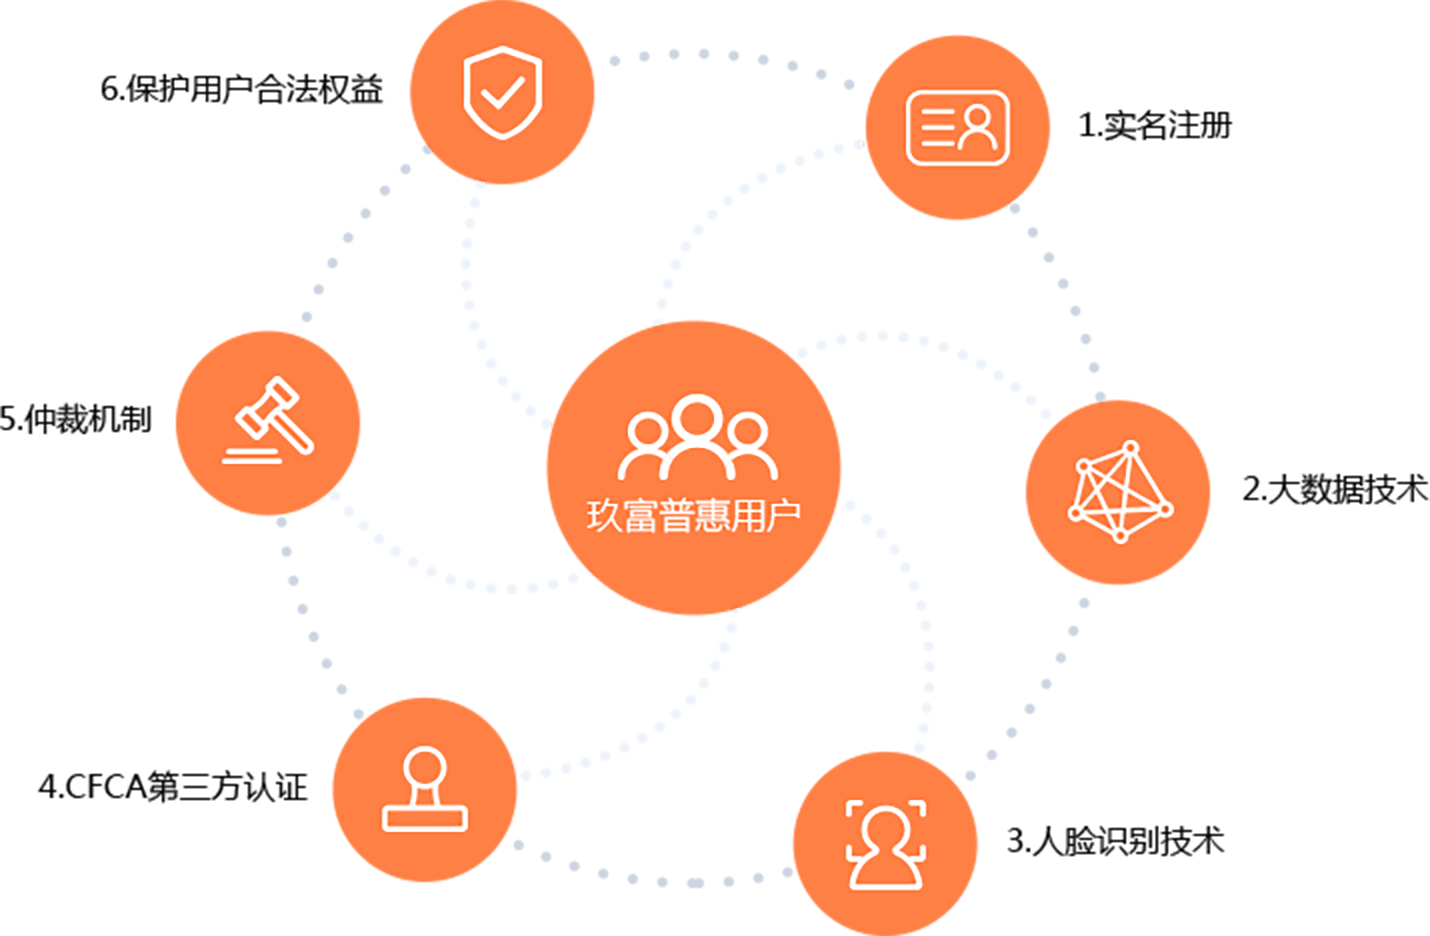 6.保护用户合法权益
1.实名注册
5.仲裁机制
2.大数据技术
玖富普惠用户
4.CFCA第三方认证
3.人脸识别技术